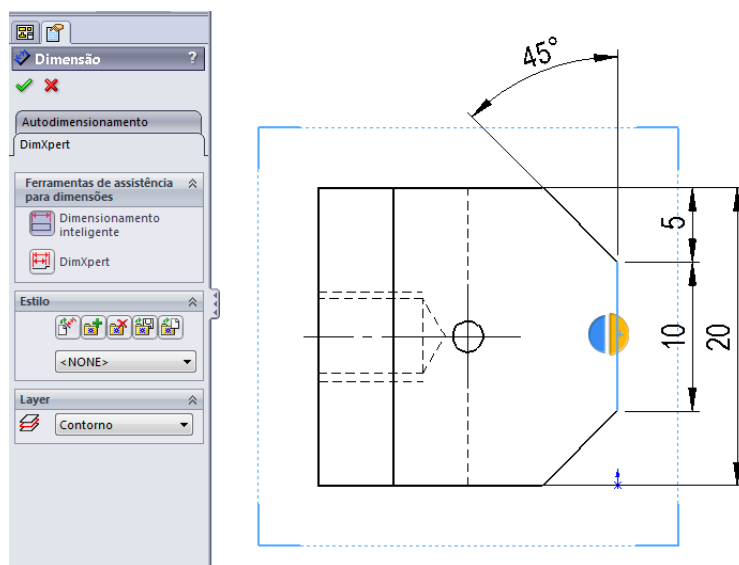 Dimensão ?
Autodimensionamento
DimXpert
Ferramentas de assistência
para dimensões
Dimensionamento
inteligente
DimXpert
Estilo
<NONE>
Layer
Contorno
45°
5
10
20